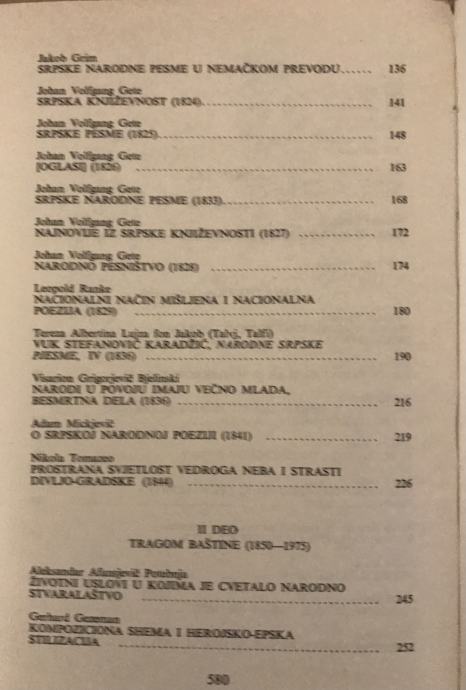 Jakob Grim
SRPSKE NARODNE PESME U NEMAČKOM PREVODU...... 136
Johan Volfgang Gete
SRPSKA KNJIŽEVNOST (1824) 141
Johan Volfgang Gete
SRPSKE PESME (1825) 148
Johan Volfgang Gete
[OGLASI] (1826) 163
Johan Volfgang Gete
SRPSKE NARODNE PESME (1833) 168
Johan Volfgang Gete
NAJNOVIJE IZ SRPSKE KNJIŽEVNOSTI (1827) 172
Johan Volfgang Gete
NARODNO PESNIŠTVO (1828) 174
Leopold Ranke
NACIONALNI NAČIN MIŠLJENA I NACIONALNA
POEZIJA (1829) 180
Tereza Albertina Lujza fon Jakob (Talvj, Talfi)
VUK STEFANOVIĆ KARADŽIĆ, NARODNE SRPSKE
PJESME, IV (1836) 190
Visarion Grigorjevič Bjelinski
NARODI U POVOJU IMAJU VEČNO MLADA,
BESMRTNA DELA (1836) 216
Adam Mickjevič
O SRPSKOJ NARODNOJ POEZIJI (1841) 219
Nikola Tomazeo
PROSTRANA SVJETLOST VEDROGA NEBA I STRASTI
DIVLJO-GRADSKE (1844) 226
II DEO
TRAGOM BAŠTINE (1850—1975)
Aleksandar Afanasjevič Potebnja
ŽIVOTNI USLOVI U KOJIMA JE CVETALO NARODNO
STVARALAŠTVO 245
Gerhard Gezeman
KOMPOZICIONA SHEMA I HEROJSKO-EPSKA
STILIZACIJA 252
580